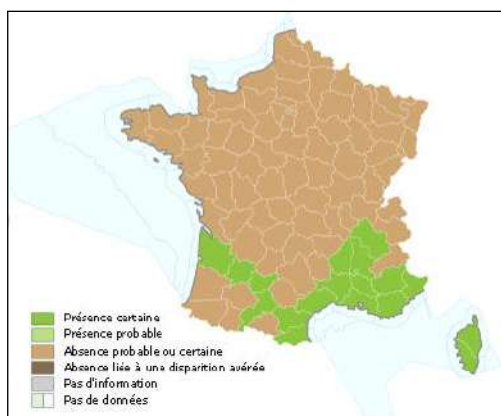 Présence certaine
Présence probable
Absence probable ou certaine
Absence liée à une disparition avérée
Pas d'information
Pas de données